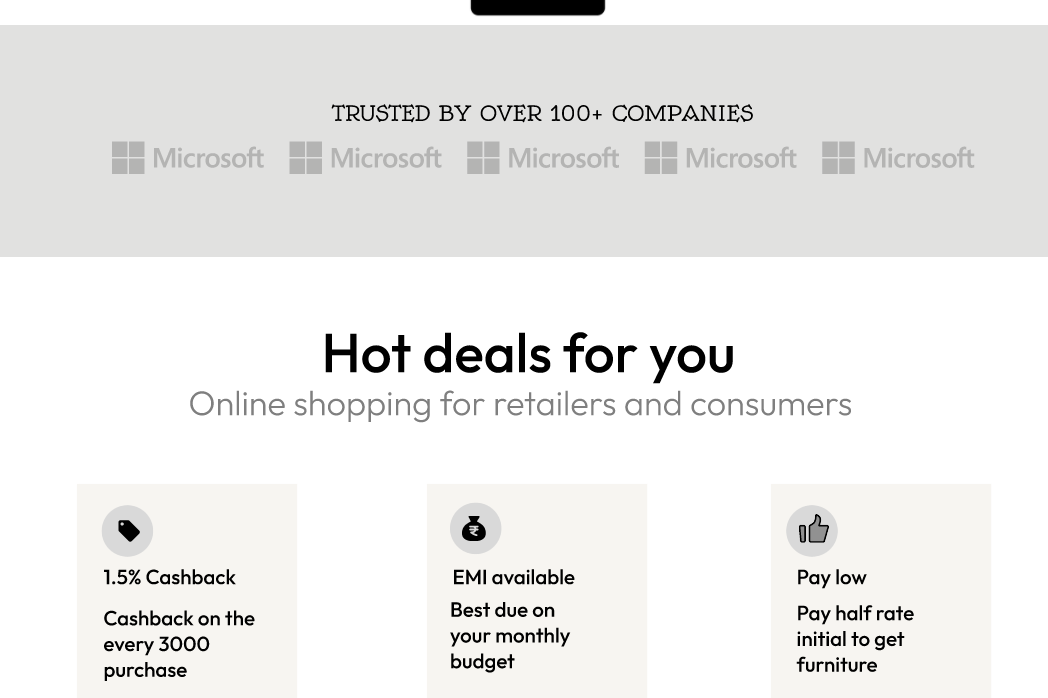 TRUSTED BY OVER 100+ COMPANIES
Microsoft Microsoft Microsoft Microsoft Microsoft
Hot deals for you
Online shopping for retailers and consumers
1.5% Cashback
Cashback on the
every 3000
purchase
₹
EMI available
Best due on
your monthly
budget
Pay low
Pay half rate
initial to get
furniture